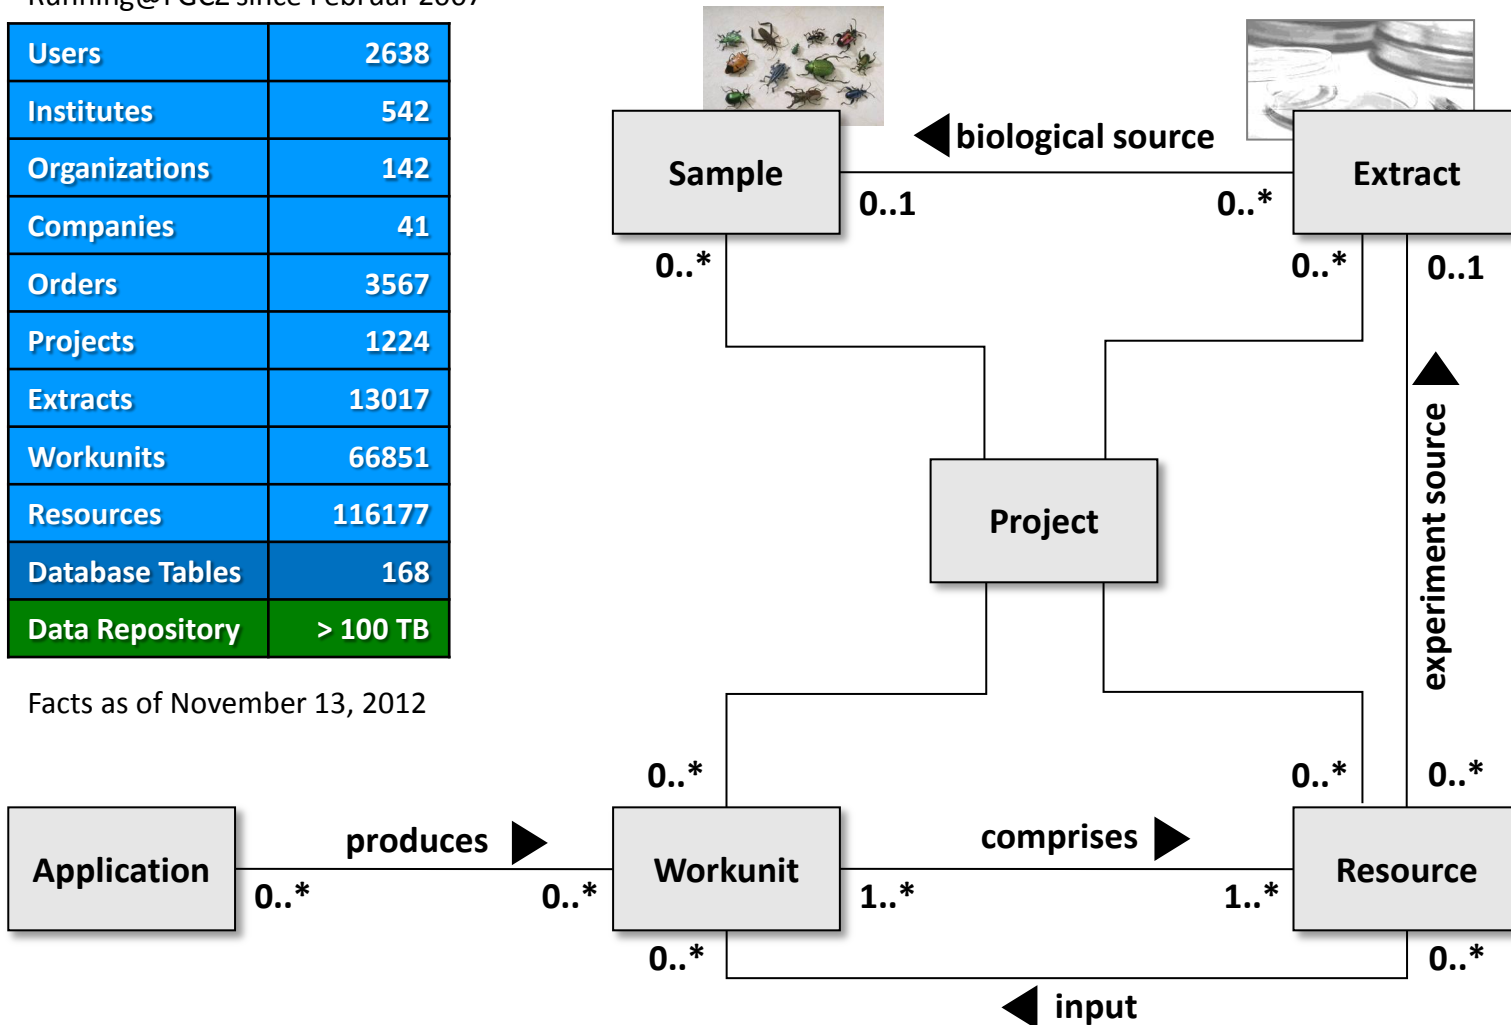 Users 2638
Institutes 542
Organizations 142
Companies 41
Orders 3567
Projects 1224
Extracts 13017
Workunits 66851
Resources 116177
Database Tables 168
Data Repository > 100 TB
Facts as of November 13, 2012
biological source
Sample
Extract
0..1
0..*
0..*
0..*
0..1
Project
experiment source
0..*
0..*
0..*
produces
comprises
Application
Workunit
Resource
0..*
0..*
1..*
1..*
0..*
0..*
input